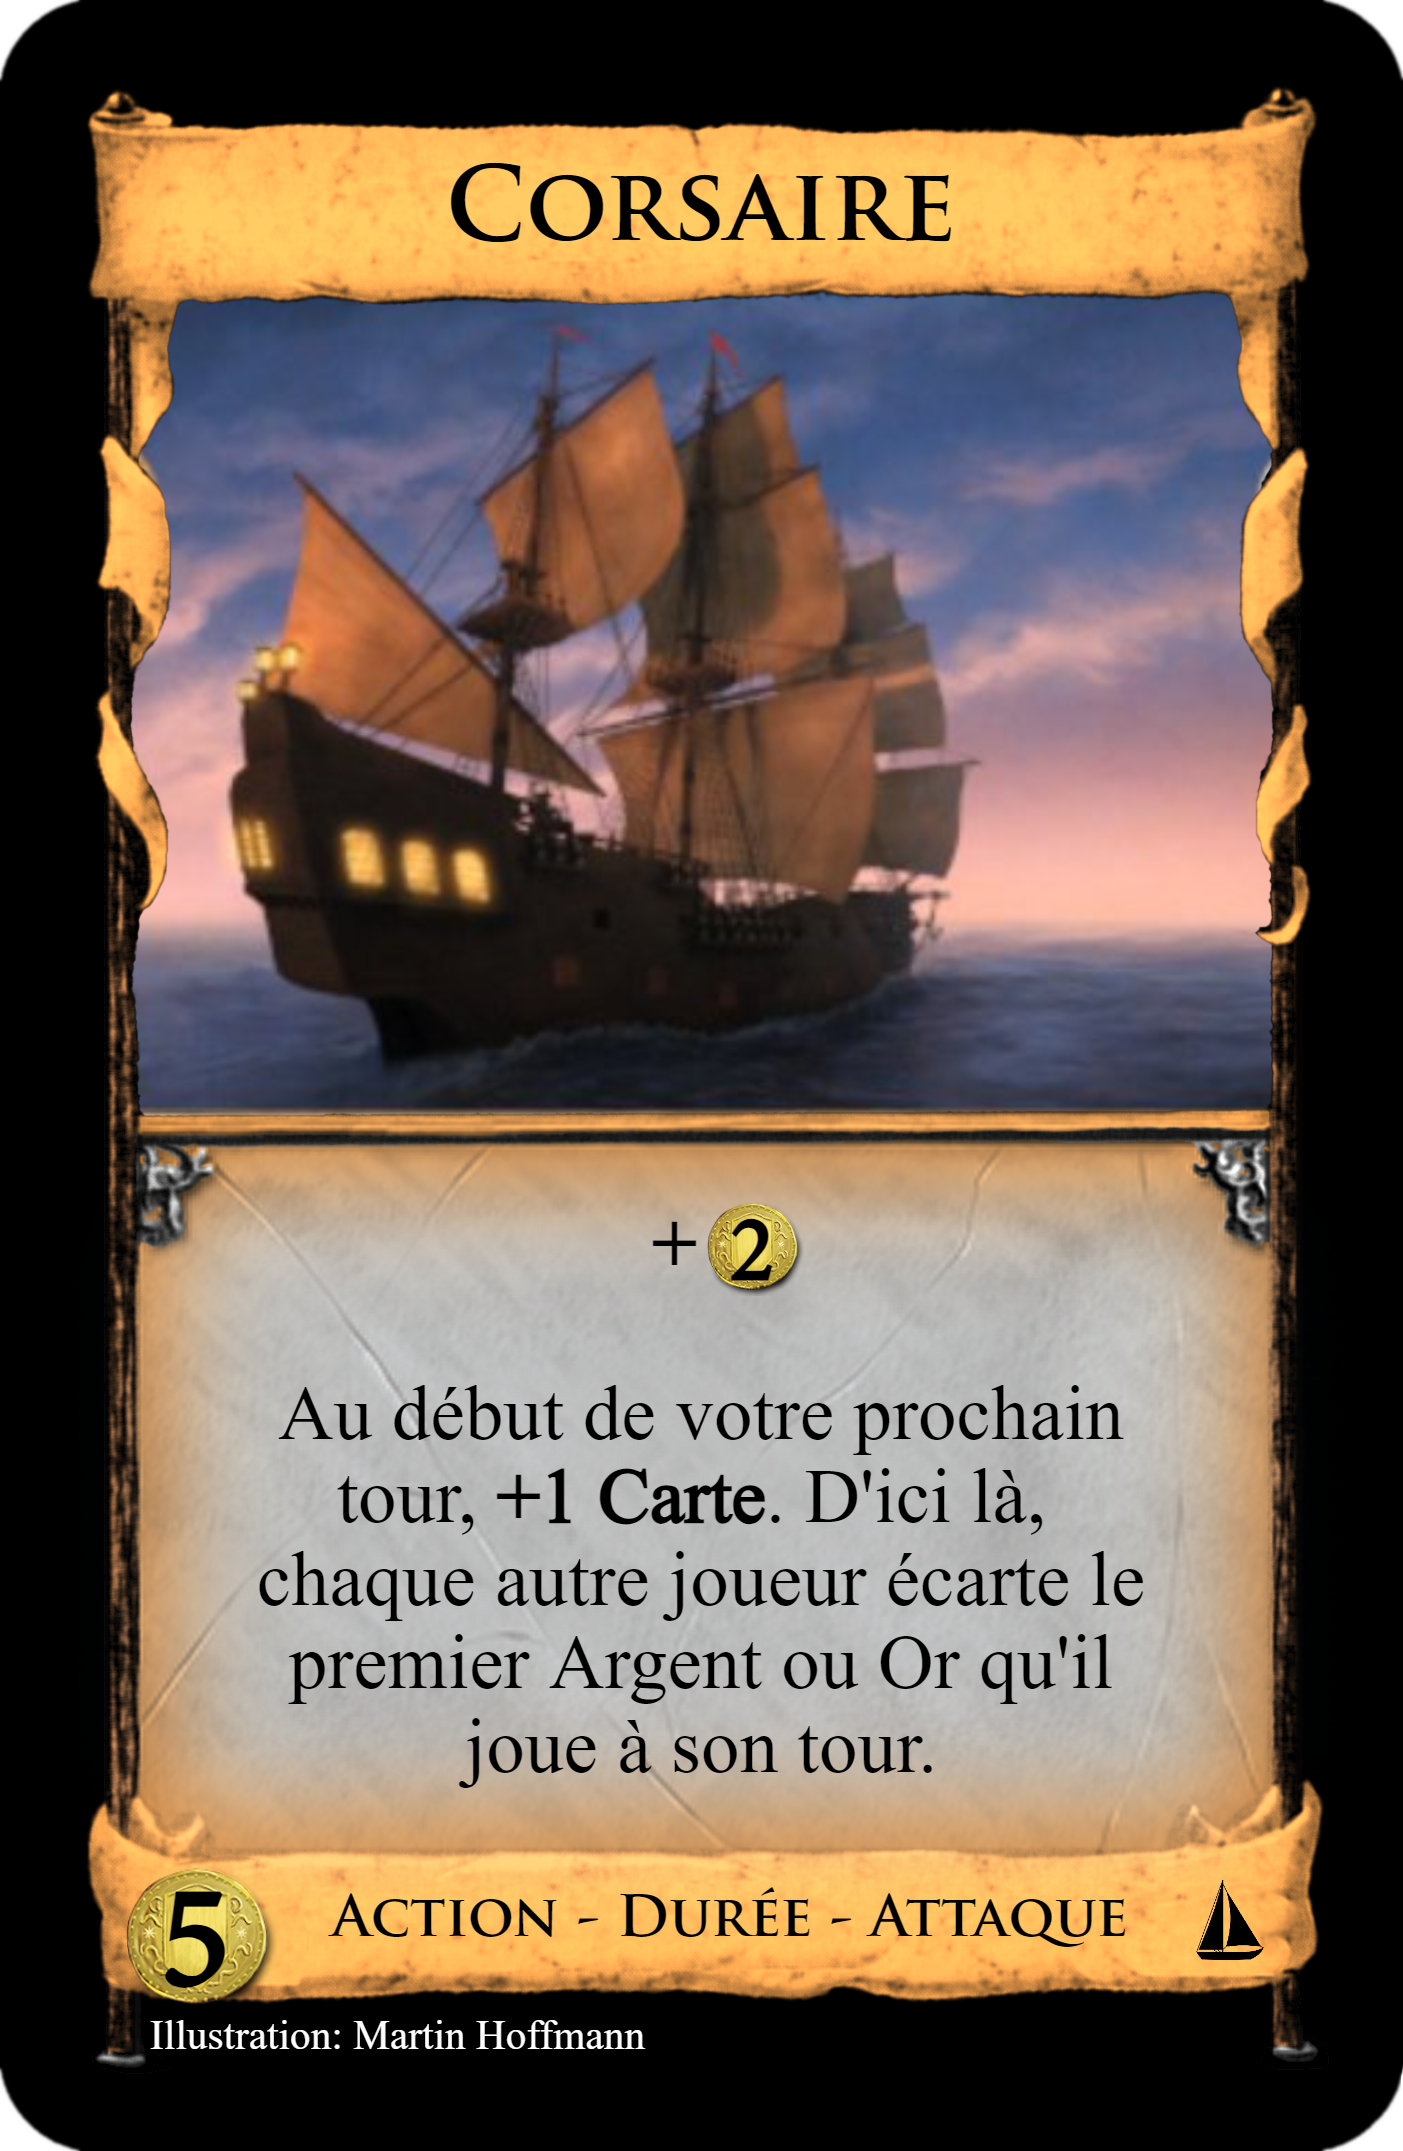 CORSAIRE
+2
Au début de votre prochain
tour, +1 Carte. D'ici là,
chaque autre joueur écarte le
premier Argent ou Or qu'il
joue à son tour.
5 ACTION - DURÉE - ATTAQUE
Illustration: Martin Hoffmann